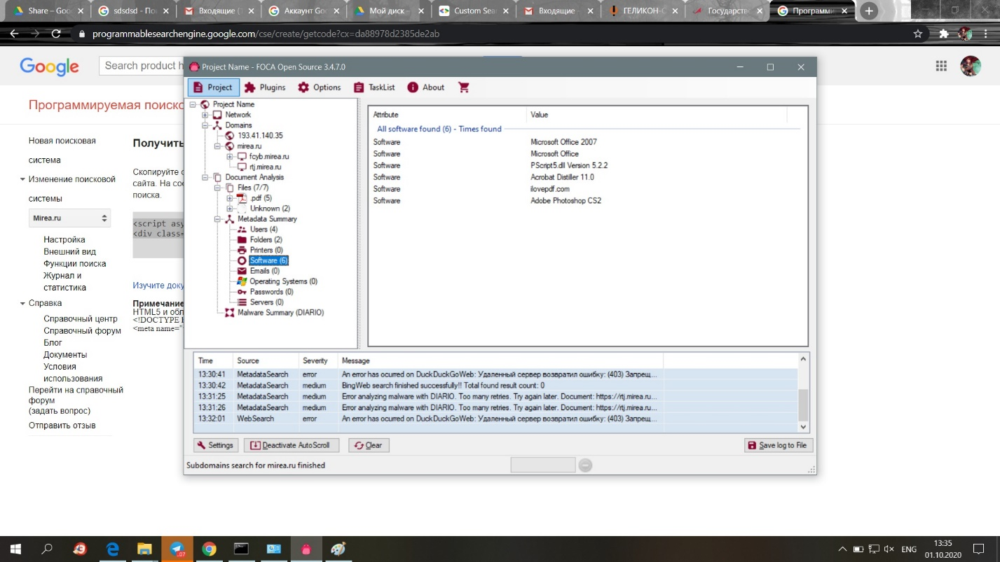 Share – Goo
sdsdsd - По
Входящие (1
Аккаунт Goo
Мой диск –
Custom Sea
Входящие
ГЕЛИКОН-О
Государств
Программи
programmablesearchengine.google.com/cse/create/getcode?cx=da88978d2385de2ab
Google
Search product h
Программируемая поиско
Новая поисковая
система
Изменение поисковой
системы
Mirea.ru
Настройка
Внешний вид
Функции поиска
Журнал и
статистика
Справка
Справочный центр
Справочный форум
Блог
Документы
Условия
использования
Перейти на справочный
форум
(задать вопрос)
Отправить отзыв
Получить
Скопируйте с
сайта. На сос
поиска.
<script asy
<div class=
Изучите доку
Примечание
HTML5 и обл
<!DOCTYPE
<meta name="
Project Name - FOCA Open Source 3.4.7.0
Project
Plugins
Options
TaskList
About
Project Name
Network
Domains
193.41.140.35
mirea.ru
fcyb.mirea.ru
rtj.mirea.ru
Document Analysis
Files (7/7)
.pdf (5)
Unknown (2)
Metadata Summary
Users (4)
Folders (2)
Printers (0)
Software (6)
Emails (0)
Operating Systems (0)
Passwords (0)
Servers (0)
Malware Summary (DIARIO)
Attribute Value
All software found (6) - Times found
Software Microsoft Office 2007
Software Microsoft Office
Software PScript5.dll Version 5.2.2
Software Acrobat Distiller 11.0
Software ilovepdf.com
Software Adobe Photoshop CS2
Time Source Severity Message
13:30:41 MetadataSearch error An error has ocurred on DuckDuckGoWeb: Удаленный сервер возвратил ошибку: (403) Запрещ...
13:30:42 MetadataSearch medium BingWeb search finished successfully!! Total found result count: 0
13:31:25 MetadataSearch medium Error analyzing malware with DIARIO. Too many retries. Try again later. Document: https://rtj.mirea.ru...
13:31:26 MetadataSearch medium Error analyzing malware with DIARIO. Too many retries. Try again later. Document: https://rtj.mirea.ru...
13:32:01 WebSearch error An error has ocurred on DuckDuckGoWeb: Удаленный сервер возвратил ошибку: (403) Запрещ...
Settings
Deactivate AutoScroll
Clear
Save log to File
Subdomains search for mirea.ru finished
ENG
13:35
01.10.2020